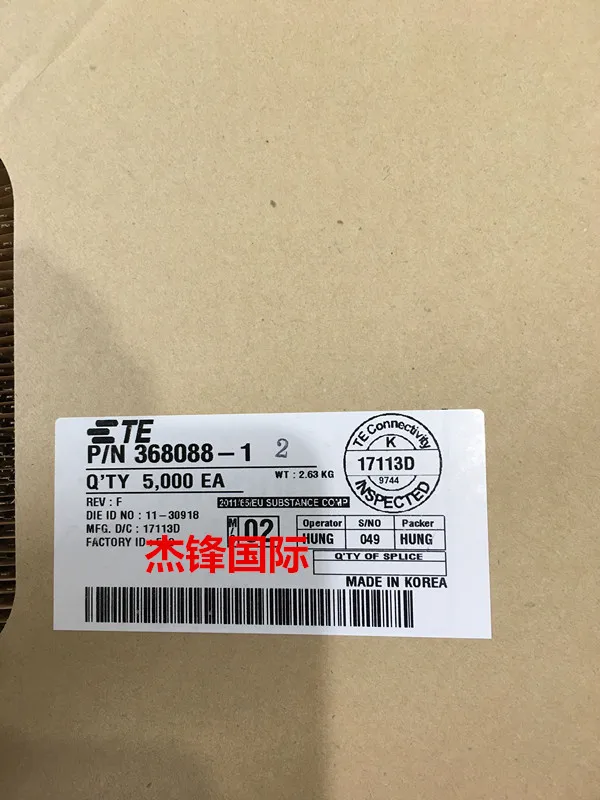 TE
P/N 368088-1 2
Q'TY 5,000 EA WT : 2.63 KG
REV : F 2011/65/EU SUBSTANCE COMP
DIE ID NO : 11-30918
MFG. D/C : 17113D
FACTORY ID
02
Operator S/NO Packer
HUNG 049 HUNG
Q'TY OF SPLICE
MADE IN KOREA
TE Connectivity
K
17113D
9744
INSPECTED
杰锋国际